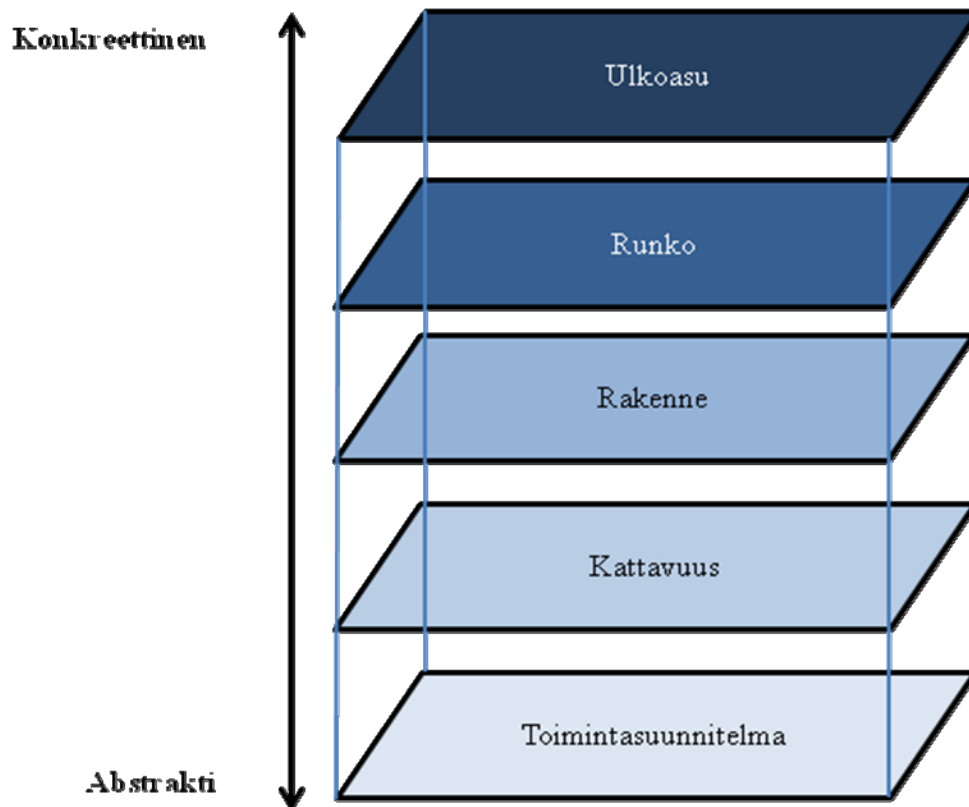 Konkreettinen
Ulkoasu
Runko
Rakenne
Kattavuus
Toimintasuunnitelma
Abstrakti